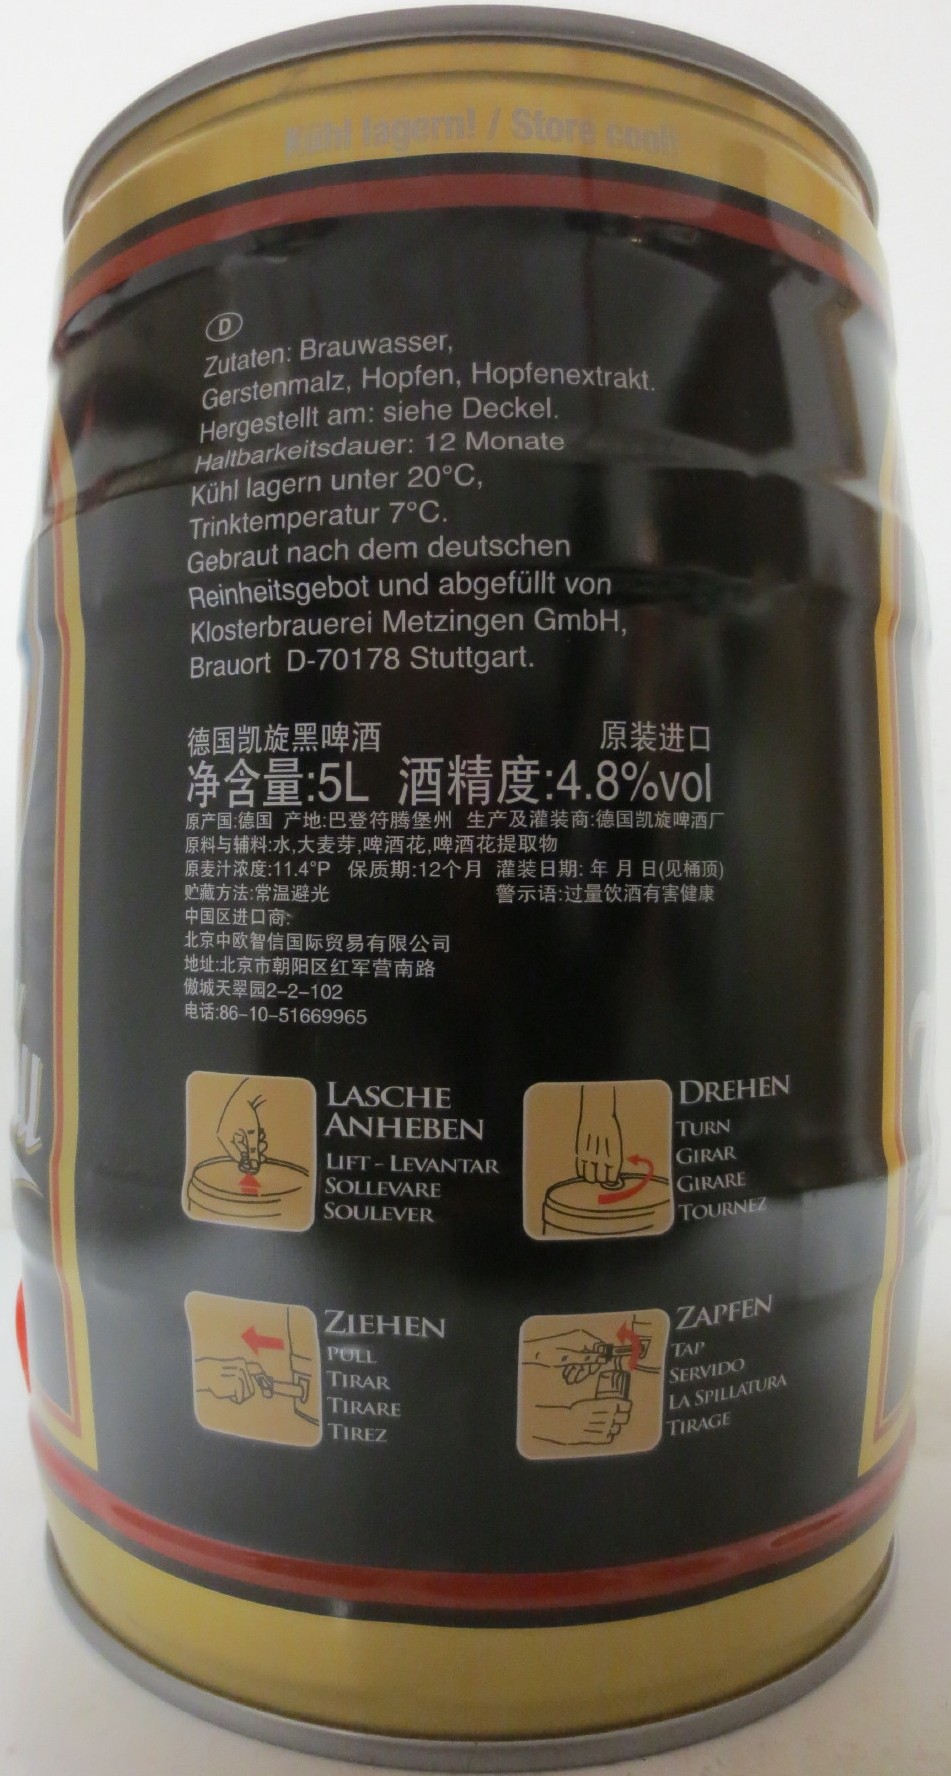 Kühl lagern! / Store cool!
D
Zutaten: Brauwasser,
Gerstenmalz, Hopfen, Hopfenextrakt.
Hergestellt am: siehe Deckel.
Haltbarkeitsdauer: 12 Monate
Kühl lagern unter 20°C,
Trinktemperatur 7°C.
Gebraut nach dem deutschen
Reinheitsgebot und abgefüllt von
Klosterbrauerei Metzingen GmbH,
Brauort D-70178 Stuttgart.
德国凯旋黑啤酒 原装进口
净含量:5L 酒精度:4.8%vol
原产国:德国 产地:巴登符腾堡州 生产及灌装商:德国凯旋啤酒厂
原料与辅料:水,大麦芽,啤酒花,啤酒花提取物
原麦汁浓度:11.4°P 保质期:12个月 灌装日期: 年 月 日(见桶顶)
贮藏方法:常温避光 警示语:过量饮酒有害健康
中国区进口商:
北京中欧智信国际贸易有限公司
地址:北京市朝阳区红军营南路
傲城天翠园2-2-102
电话:86-10-51669965
LASCHE
ANHEBEN
LIFT - LEVANTAR
SOLLEVARE
SOULEVER
DREHEN
TURN
GIRAR
GIRARE
TOURNEZ
ZIEHEN
PULL
TIRAR
TIRARE
TIREZ
ZAPFEN
TAP
SERVIDO
LA SPILLATURA
TIRAGE